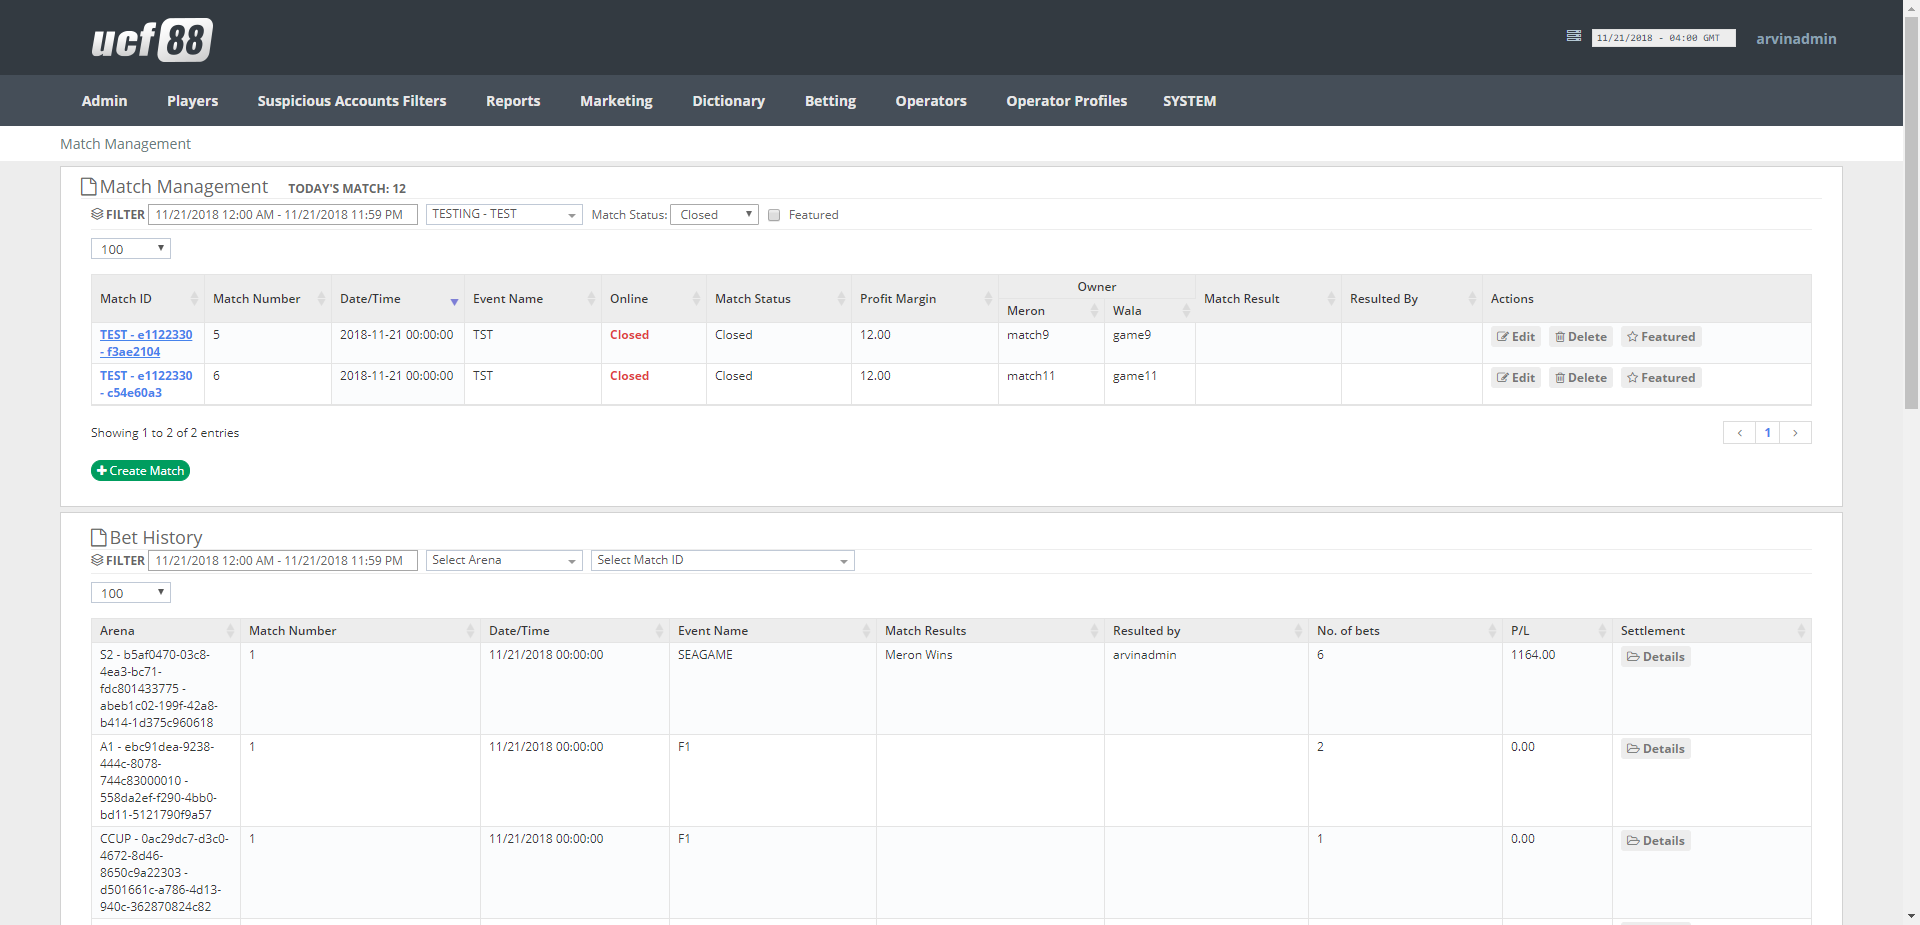 ucf 88
11/21/2018 - 04:00 GMT
arvinadmin
Admin Players Suspicious Accounts Filters Reports Marketing Dictionary Betting Operators Operator Profiles SYSTEM
Match Management
Match Management TODAY'S MATCH: 12
FILTER 11/21/2018 12:00 AM - 11/21/2018 11:59 PM TESTING - TEST Match Status: Closed Featured
100
Owner
Match ID Match Number Date/Time Event Name Online Match Status Profit Margin Match Result Resulted By Actions
Meron Wala
TEST - e1122330 5 2018-11-21 00:00:00 TST Closed Closed 12.00 match9 game9 Edit Delete Featured
- f3ae2104
TEST - e1122330 6 2018-11-21 00:00:00 TST Closed Closed 12.00 match11 game11 Edit Delete Featured
- c54e60a3
Showing 1 to 2 of 2 entries
1
Create Match
Bet History
FILTER 11/21/2018 12:00 AM - 11/21/2018 11:59 PM Select Arena Select Match ID
100
Arena Match Number Date/Time Event Name Match Results Resulted by No. of bets P/L Settlement
S2 - b5af0470-03c8- 1 11/21/2018 00:00:00 SEAGAME Meron Wins arvinadmin 6 1164.00 Details
4ea3-bc71-
fdc801433775 -
abeb1c02-199f-42a8-
b414-1d375c960618
A1 - ebc91dea-9238- 1 11/21/2018 00:00:00 F1 2 0.00 Details
444c-8078-
744c83000010 -
558da2ef-f290-4bb0-
bd11-5121790f9a57
CCUP - 0ac29dc7-d3c0- 1 11/21/2018 00:00:00 F1 1 0.00 Details
4672-8d46-
8650c9a22303 -
d501661c-a786-4d13-
940c-362870824c82